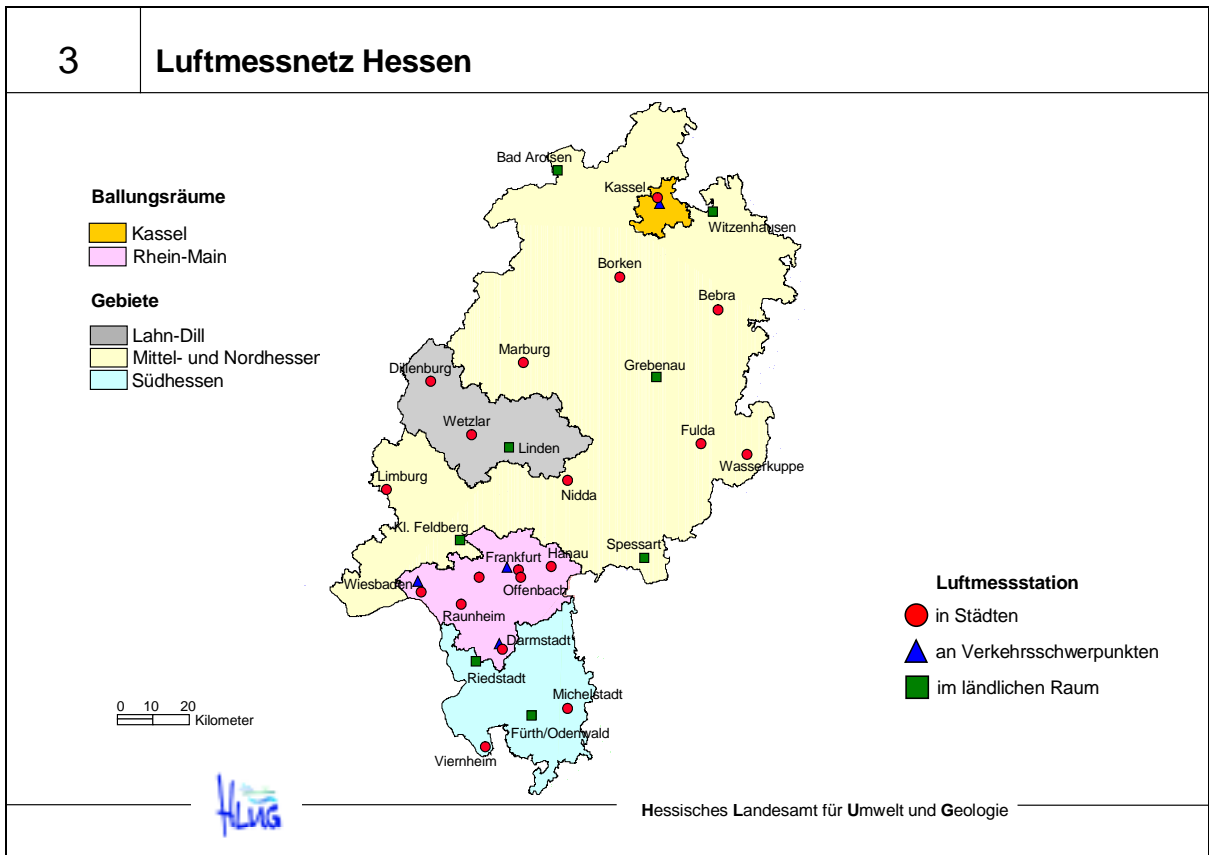 3
Luftmessnetz Hessen
Ballungsräume
Kassel
Rhein-Main
Gebiete
Lahn-Dill
Mittel- und Nordhesser
Südhessen
Bad Arolsen
Kassel
Witzenhausen
Borken
Bebra
Marburg
Dillenburg
Grebenau
Wetzlar
Linden
Fulda
Wasserkuppe
Limburg
Nidda
Kl. Feldberg
Spessart
Frankfurt
Hanau
Wiesbaden
Offenbach
Raunheim
Darmstadt
Riedstadt
Michelstadt
Fürth/Odenwald
Viernheim
Luftmessstation
in Städten
an Verkehrsschwerpunkten
im ländlichen Raum
0 10 20
Kilometer
HLUG
Hessisches Landesamt für Umwelt und Geologie